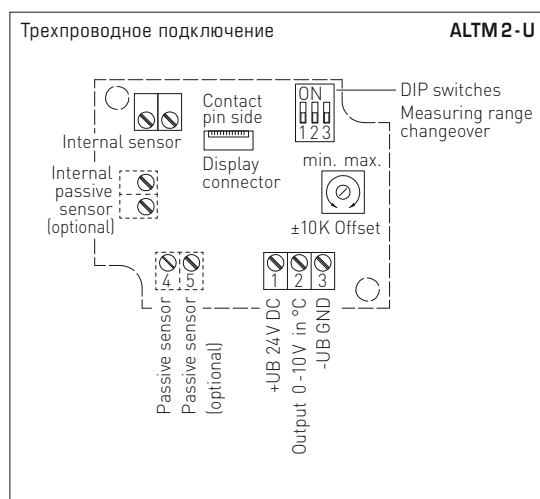 Трехпроводное подключение
ALTM 2 - U
ON
1 2 3
DIP switches
Measuring range
changeover
Contact
pin side
Internal sensor
Display
connector
min. max.
±10K Offset
Internal
passive
sensor
(optional)
4 5
1 2 3
Passive sensor
Passive sensor
(optional)
+UB 24V DC
Output 0-10V in °C
-UB GND